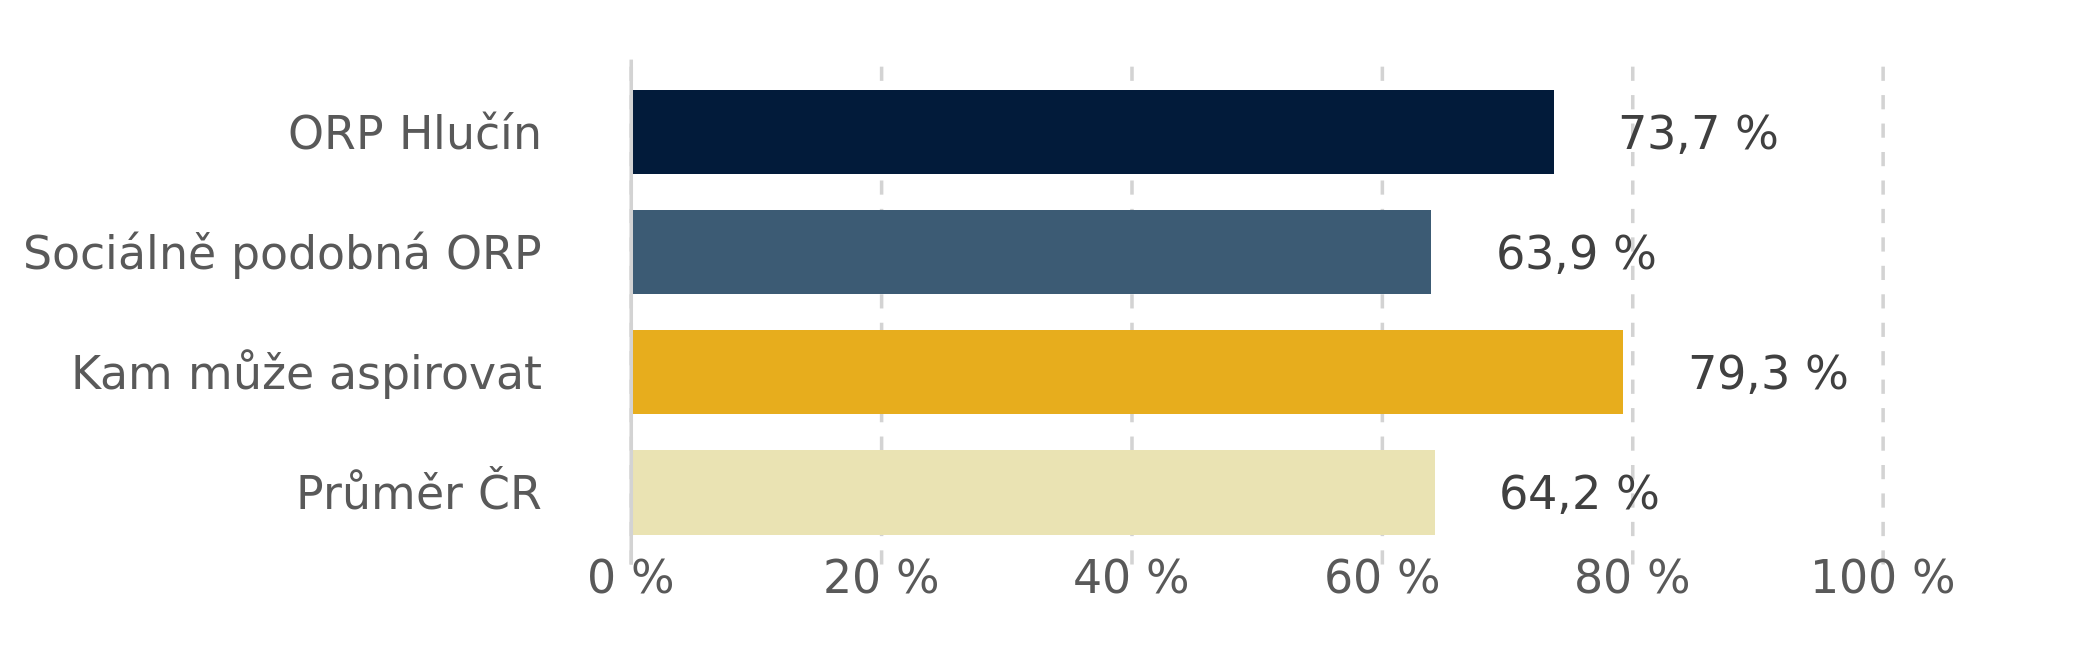 ORP Hlučín 73,7 %
Sociálně podobná ORP 63,9 %
Kam může aspirovat 79,3 %
Průměr ČR 64,2 %
0 % 20 % 40 % 60 % 80 % 100 %